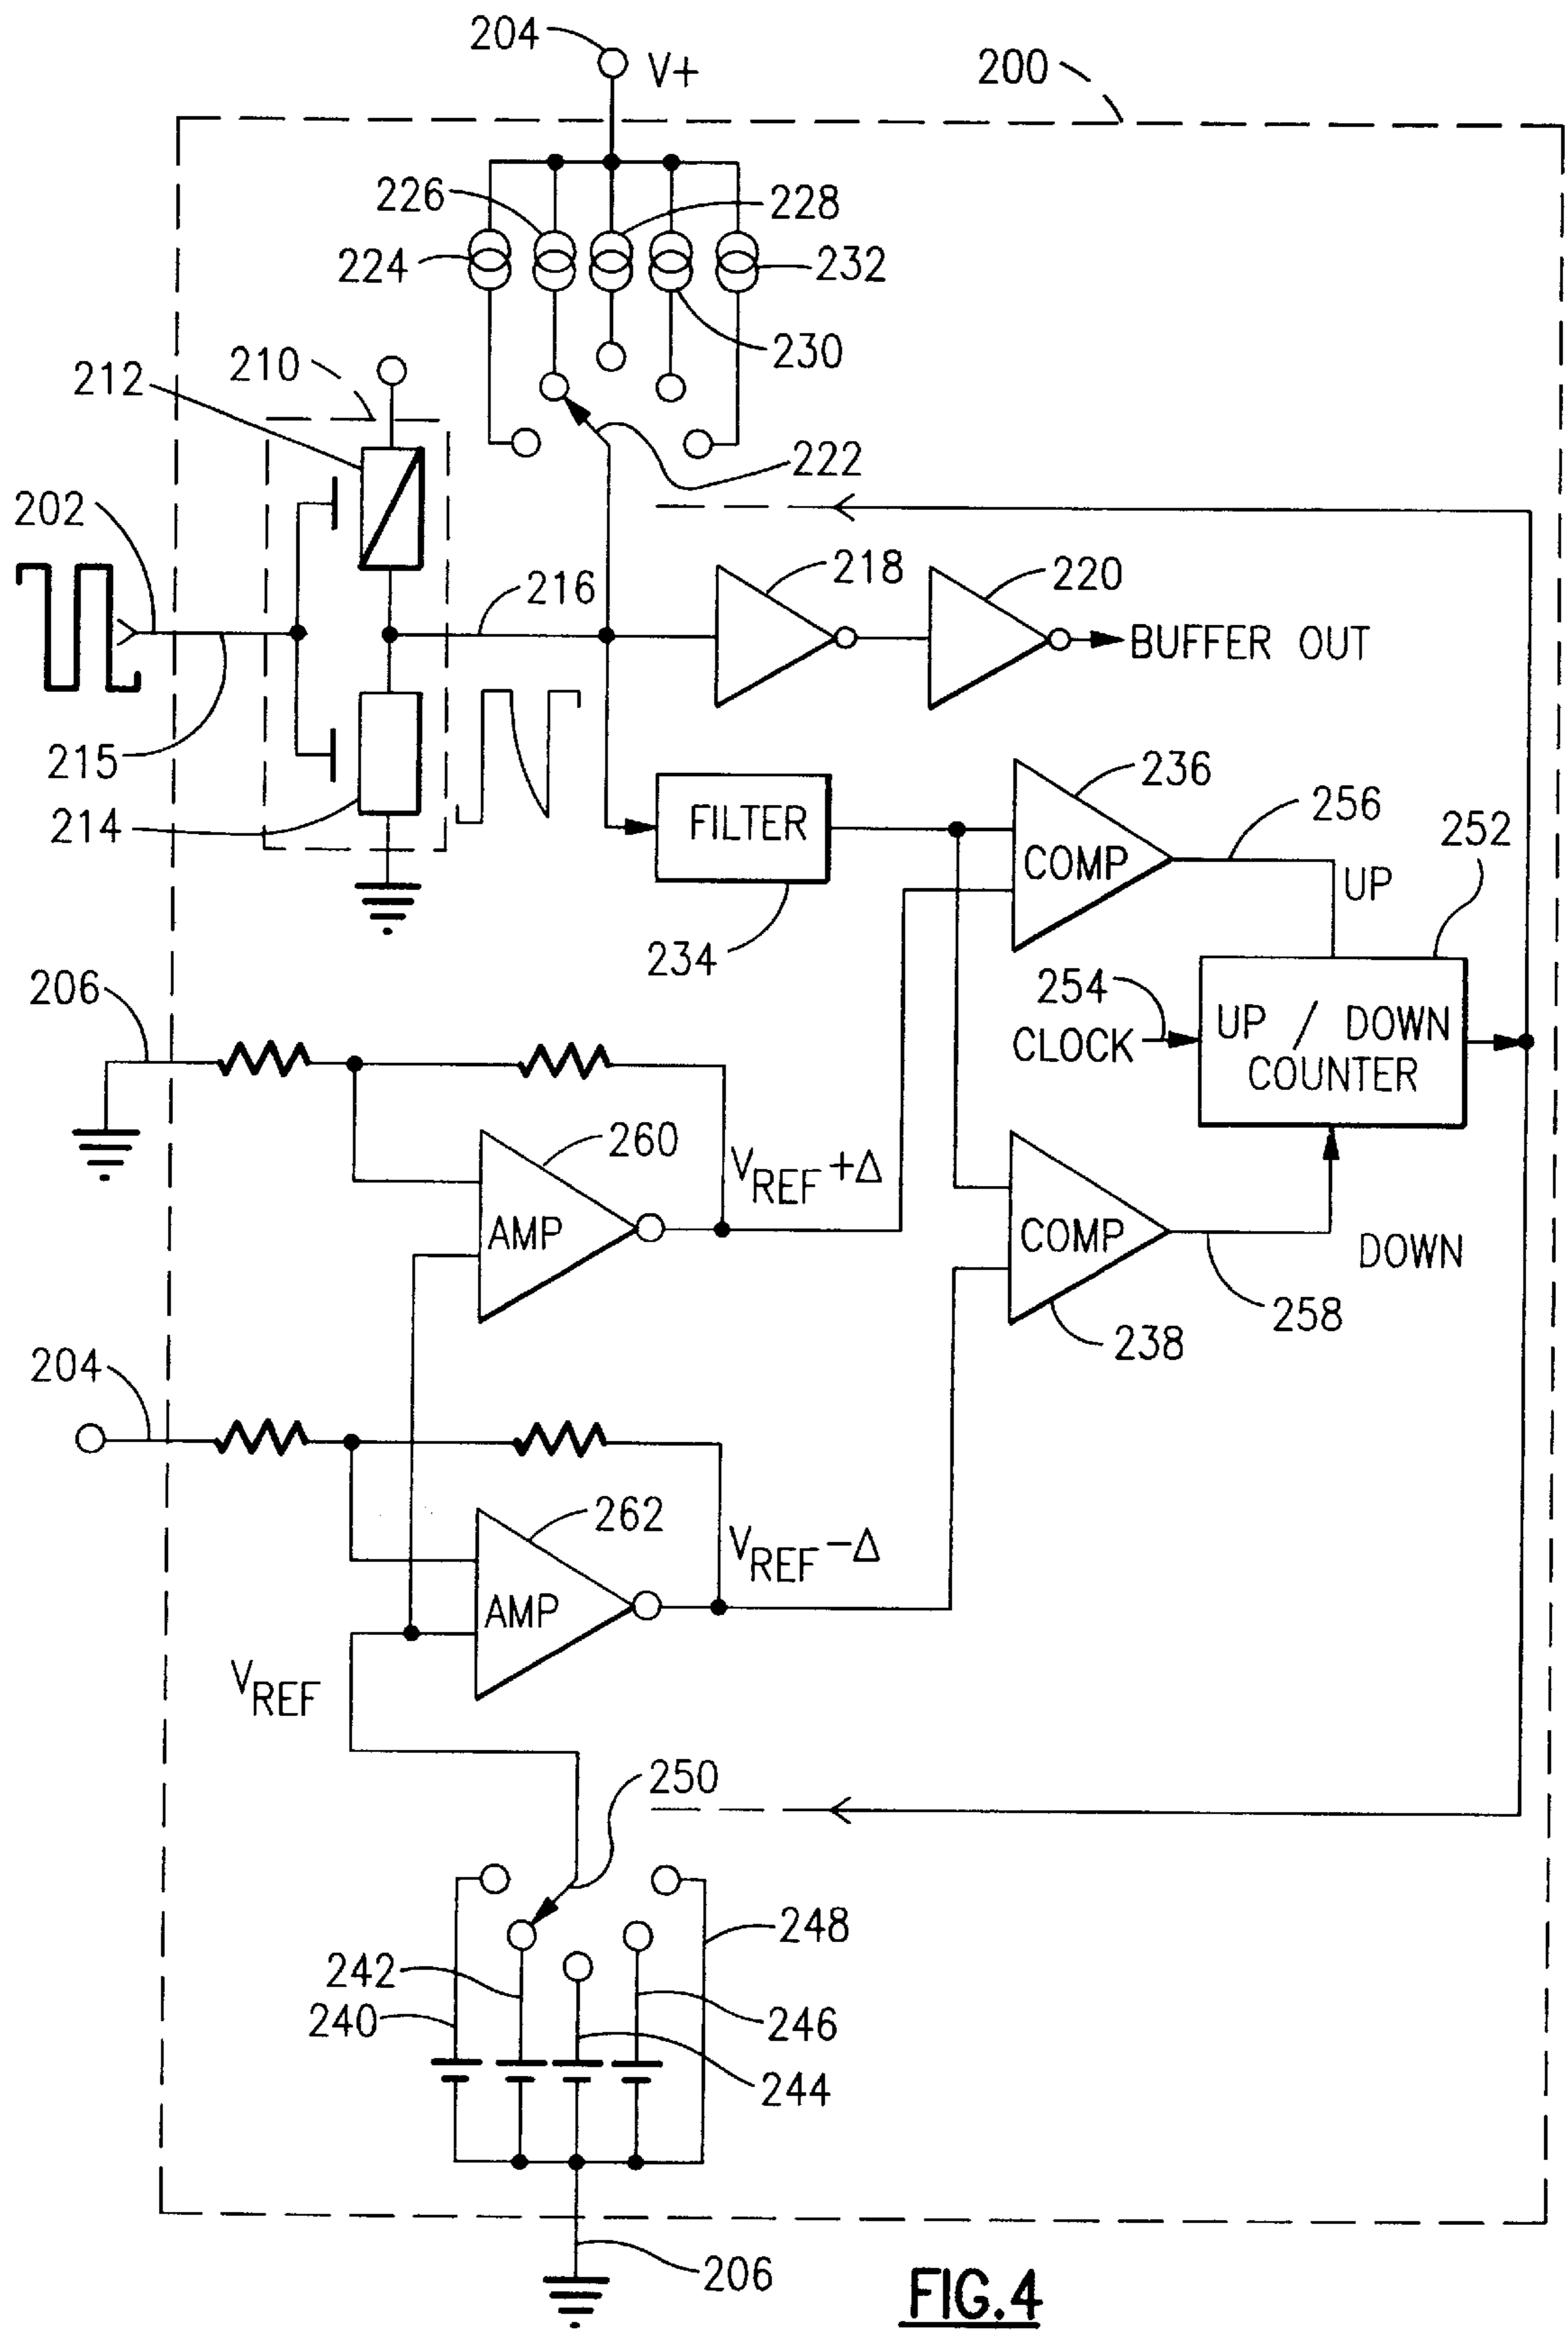 204
V+
200
226
228
224
232
230
210
212
222
202
218
220
216
BUFFER OUT
215
214
236
256
252
FILTER
COMP
UP
234
206
254
CLOCK
UP / DOWN
COUNTER
260
VREF+Δ
AMP
COMP
DOWN
258
238
204
262
VREF−Δ
AMP
VREF
250
248
242
240
246
244
206
FIG.4